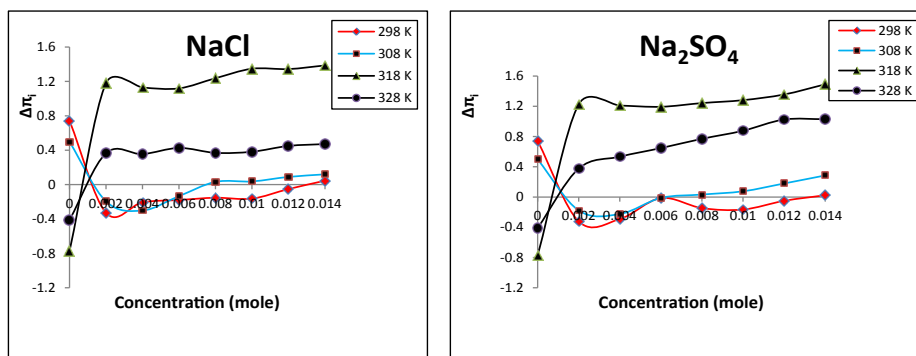 NaCl
298 K
308 K
318 K
328 K
Δπi
1.6
1.2
0.8
0.4
0
-0.4
-0.8
-1.2
0 0.002 0.004 0.006 0.008 0.01 0.012 0.014
Concentration (mole)
Na₂SO₄
298 K
308 K
318 K
328 K
Δπi
1.6
1.2
0.8
0.4
0
-0.4
-0.8
-1.2
0 0.002 0.004 0.006 0.008 0.01 0.012 0.014
Concentration (mole)